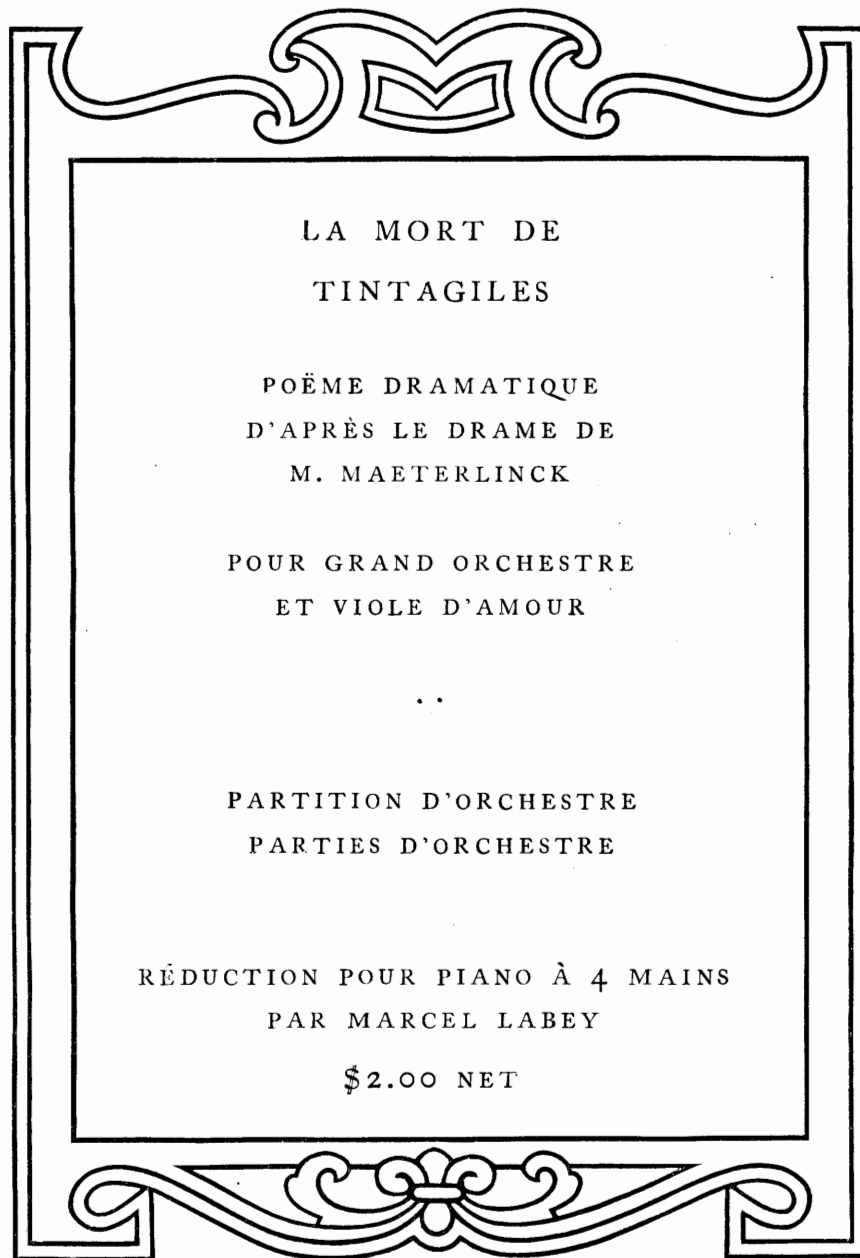 LA MORT DE
TINTAGILES
POËME DRAMATIQUE
D'APRÈS LE DRAME DE
M. MAETERLINCK
POUR GRAND ORCHESTRE
ET VIOLE D'AMOUR
..
PARTITION D'ORCHESTRE
PARTIES D'ORCHESTRE
RÉDUCTION POUR PIANO À 4 MAINS
PAR MARCEL LABEY
$2.00 NET